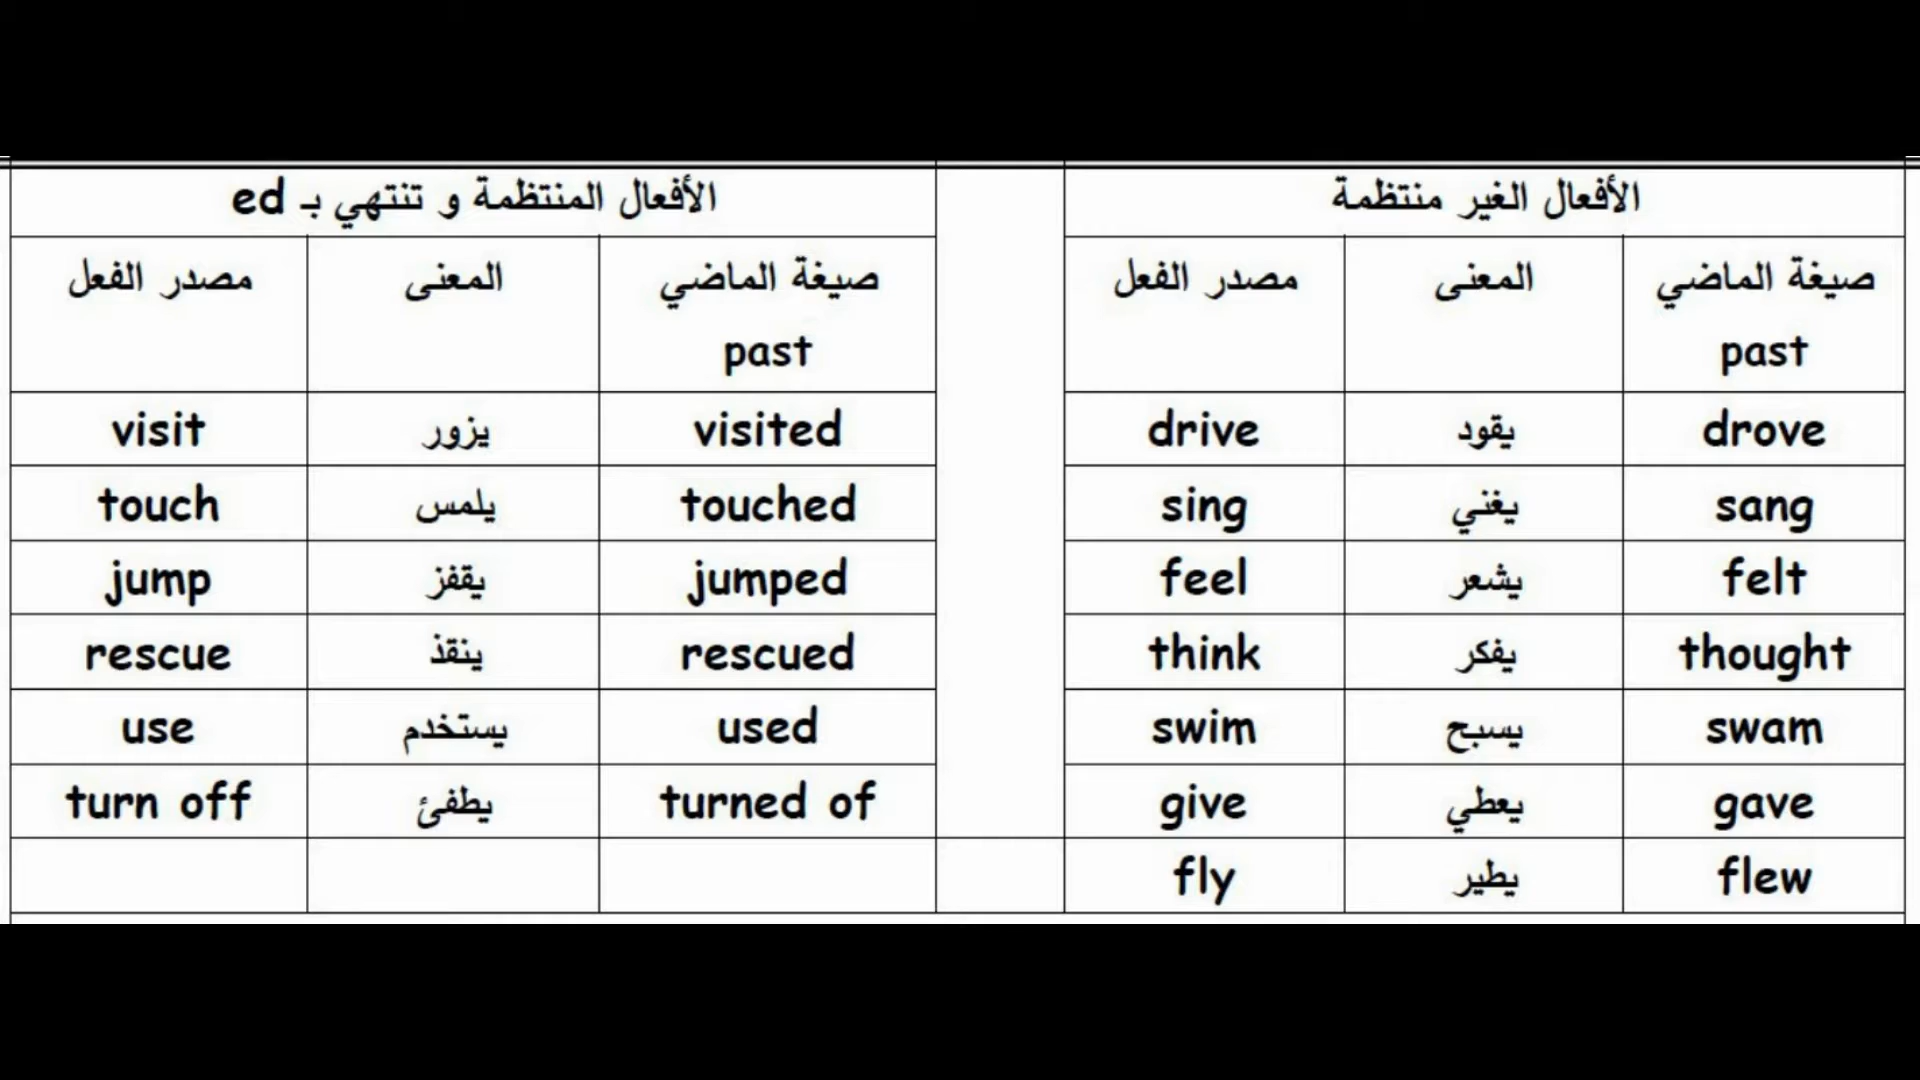 الأفعال المنتظمة و تنتهي بـ ed
مصدر الفعل المعنى صيغة الماضي
past
visit يزور visited
touch يلمس touched
jump يقفز jumped
rescue ينقذ rescued
use يستخدم used
turn off يطفئ turned of
الأفعال الغير منتظمة
مصدر الفعل المعنى صيغة الماضي
past
drive يقود drove
sing يغني sang
feel يشعر felt
think يفكر thought
swim يسبح swam
give يعطي gave
fly يطير flew